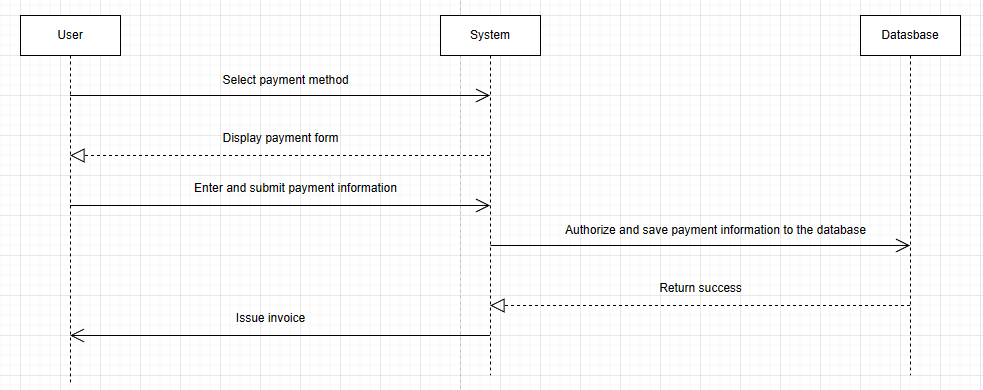 User
System
Datasbase
Select payment method
Display payment form
Enter and submit payment information
Authorize and save payment information to the database
Return success
Issue invoice